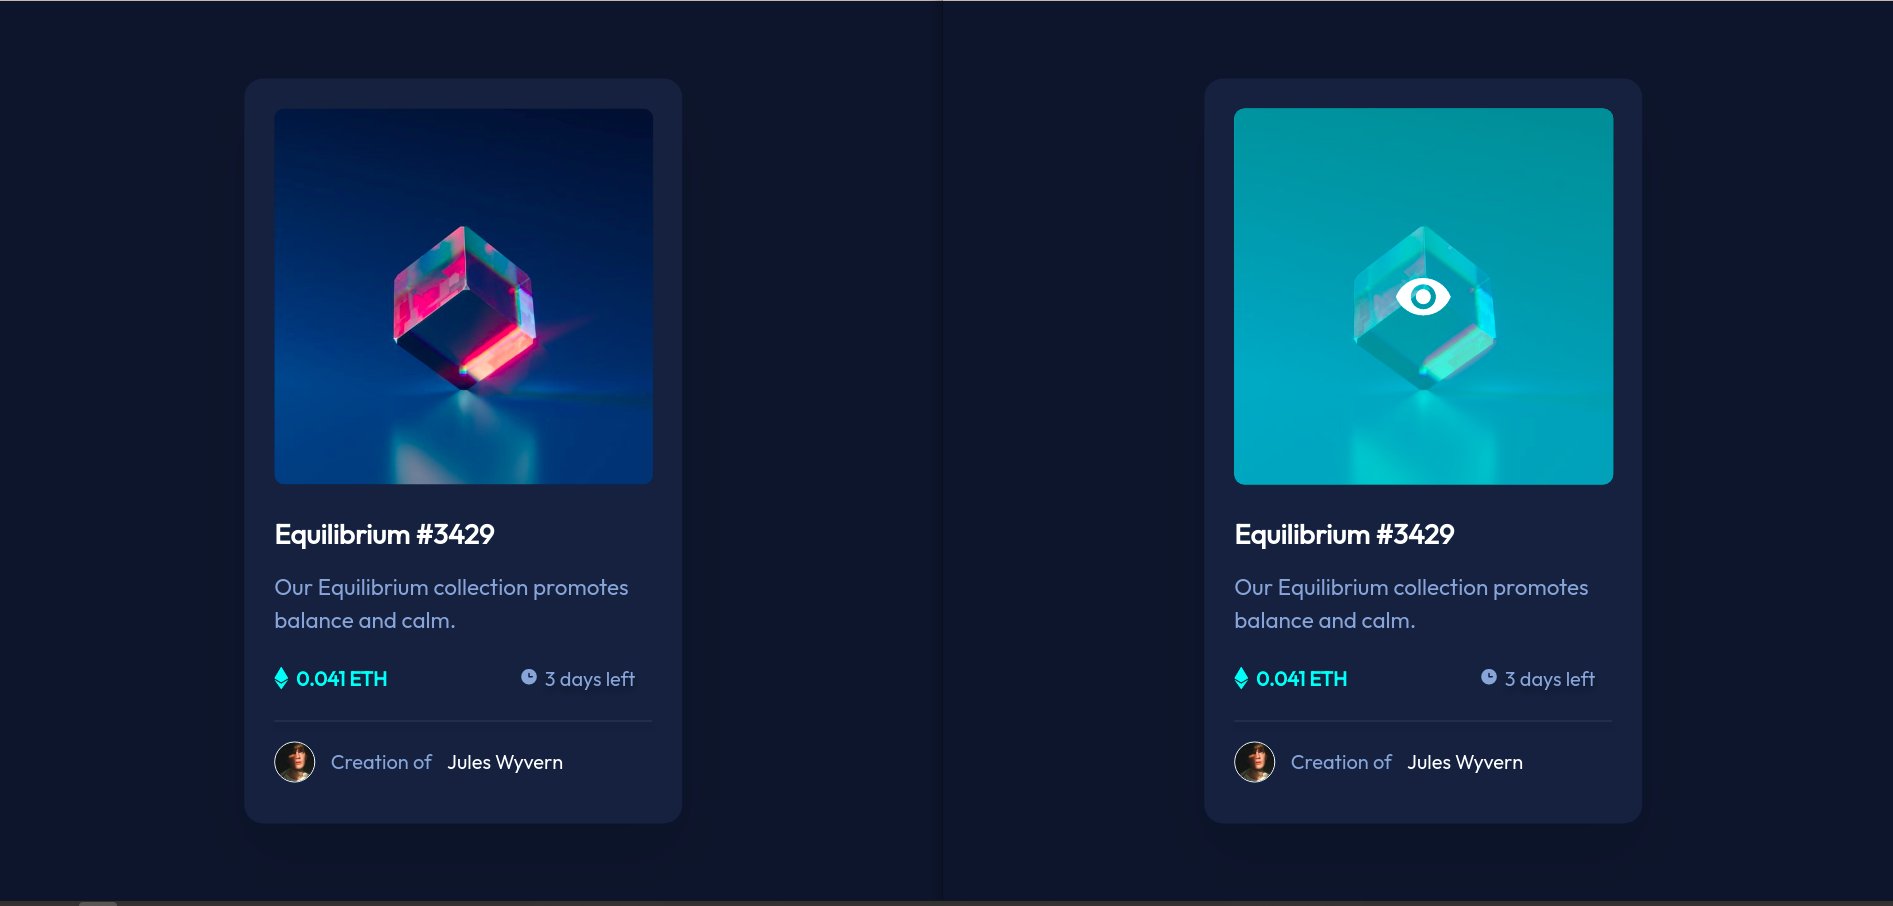 Equilibrium #3429
Our Equilibrium collection promotes
balance and calm.
0.041 ETH
3 days left
Creation of Jules Wyvern
Equilibrium #3429
Our Equilibrium collection promotes
balance and calm.
0.041 ETH
3 days left
Creation of Jules Wyvern